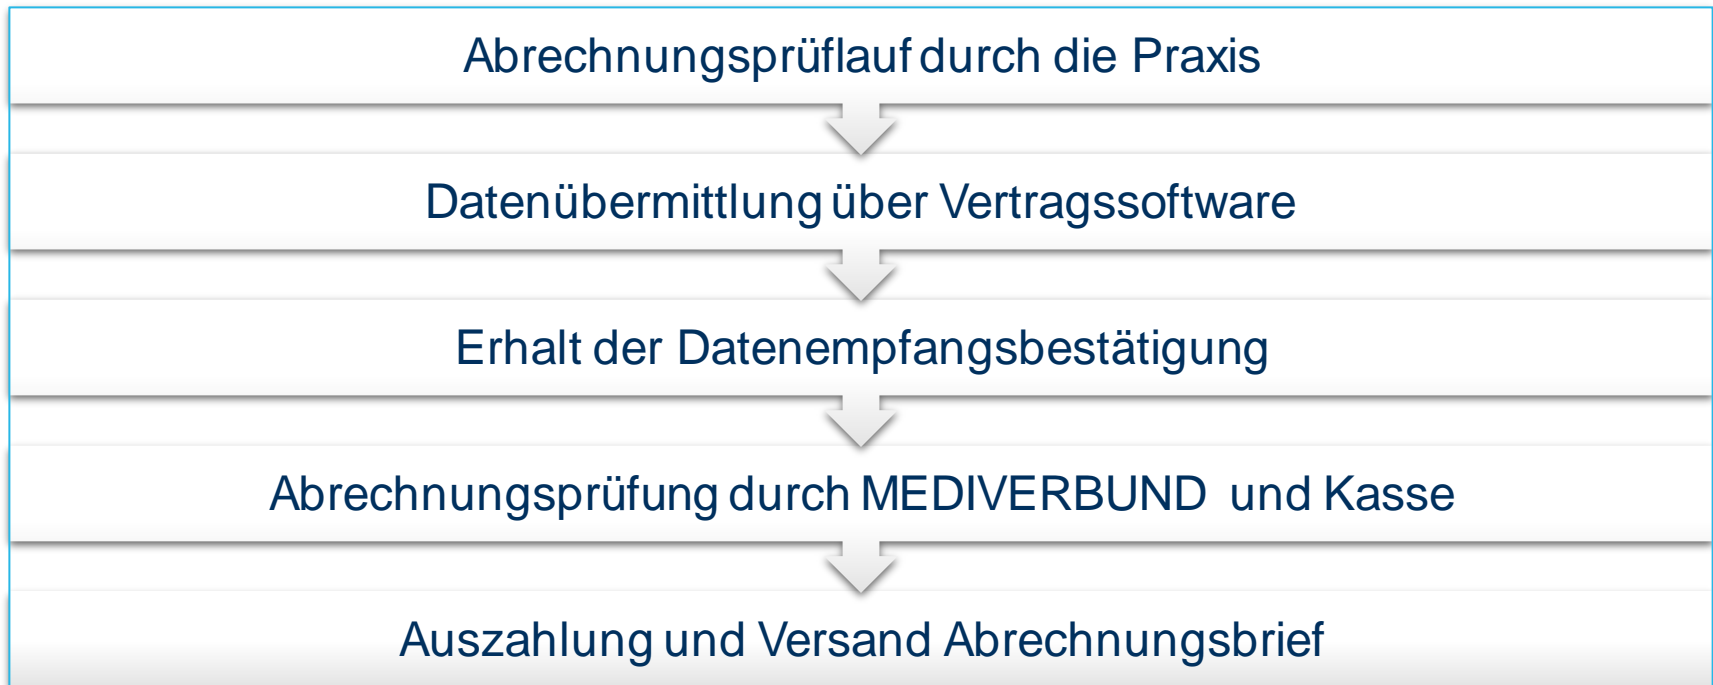 Abrechnungsprüflauf durch die Praxis
Datenübermittlung über Vertragssoftware
Erhalt der Datenempfangsbestätigung
Abrechnungsprüfung durch MEDIVERBUND und Kasse
Auszahlung und Versand Abrechnungsbrief